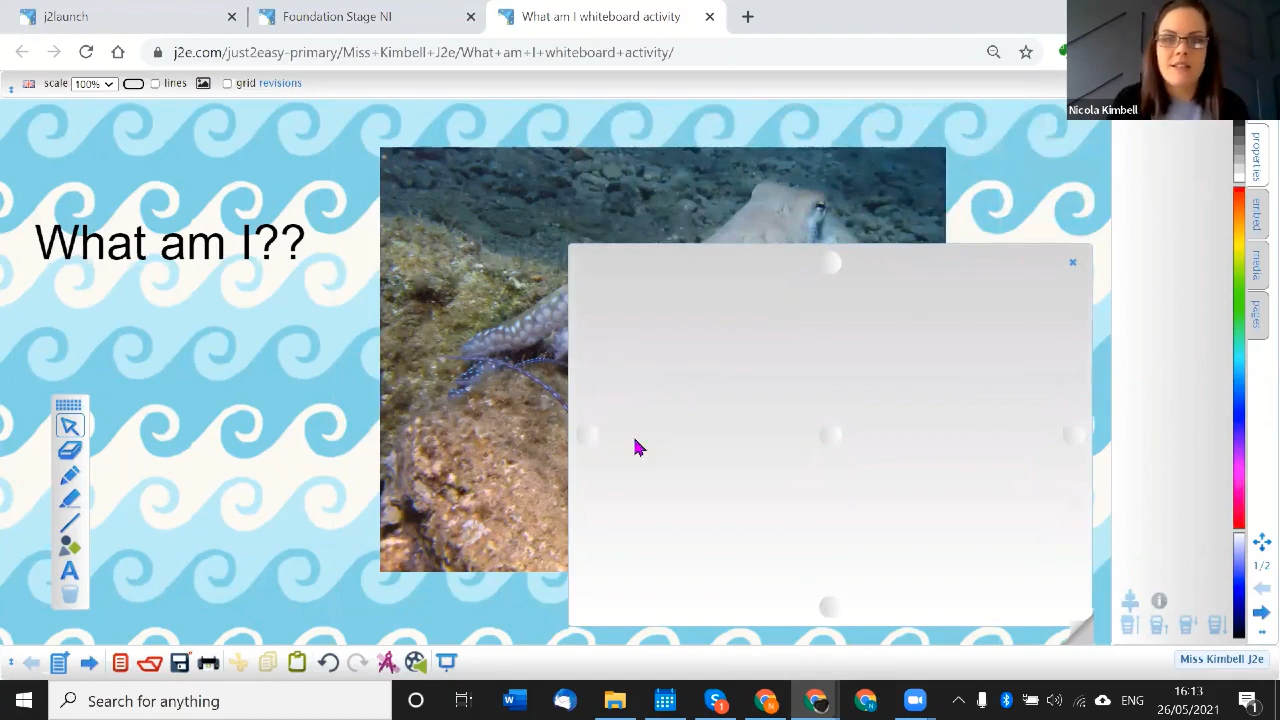 j2launch
Foundation Stage NI
What am I whiteboard activity
j2e.com/just2easy-primary/Miss+Kimbell+J2e/What+am+I+whiteboard+activity/
Nicola Kimbell
scale 100% lines grid revisions
What am I??
properties
embed
media
pages
1/2
A
Miss Kimbell J2e
Search for anything
ENG
16:13
26/05/2021